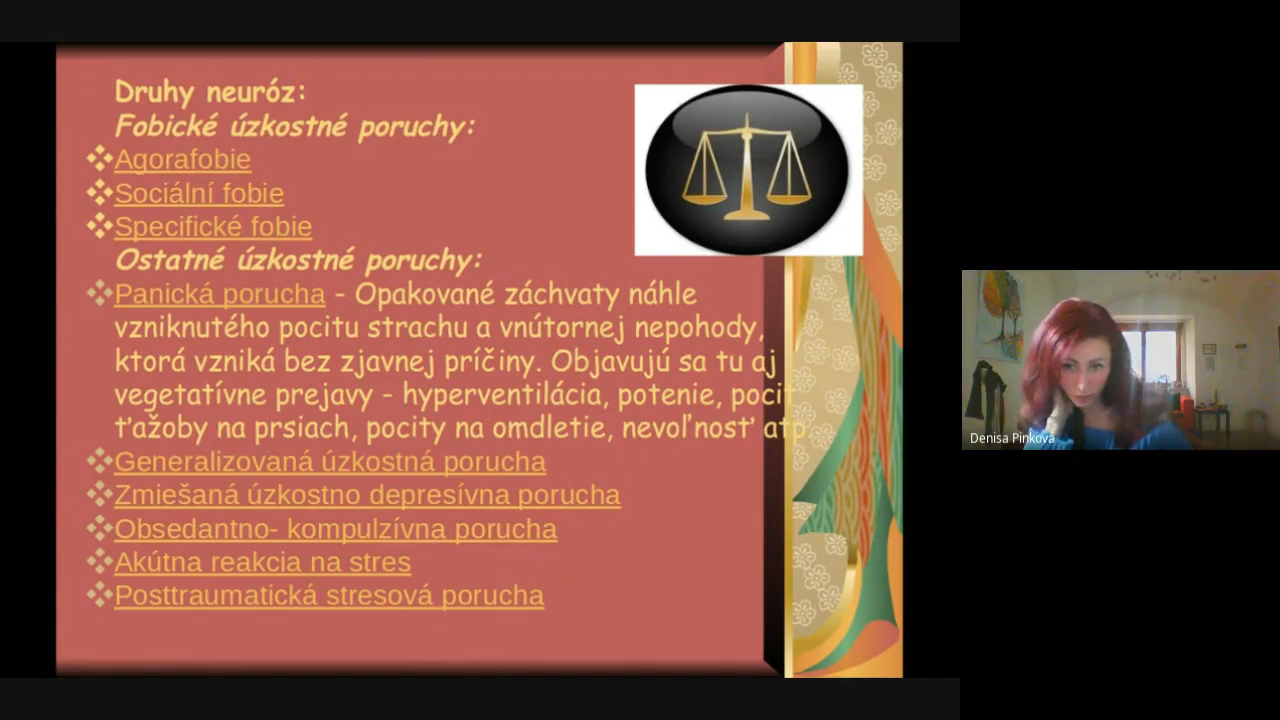 Druhy neuróz:
Fobické úzkostné poruchy:
Agorafobie
Sociální fobie
Specifické fobie
Ostatné úzkostné poruchy:
Panická porucha - Opakované záchvaty náhle
vzniknutého pocitu strachu a vnútornej nepohody,
ktorá vzniká bez zjavnej príčiny. Objavujú sa tu aj
vegetatívne prejavy - hyperventilácia, potenie, pocit
ťažoby na prsiach, pocity na omdletie, nevoľnosť atp.
Generalizovaná úzkostná porucha
Zmiešaná úzkostno depresívna porucha
Obsedantno- kompulzívna porucha
Akútna reakcia na stres
Posttraumatická stresová porucha
Denisa Pinkova